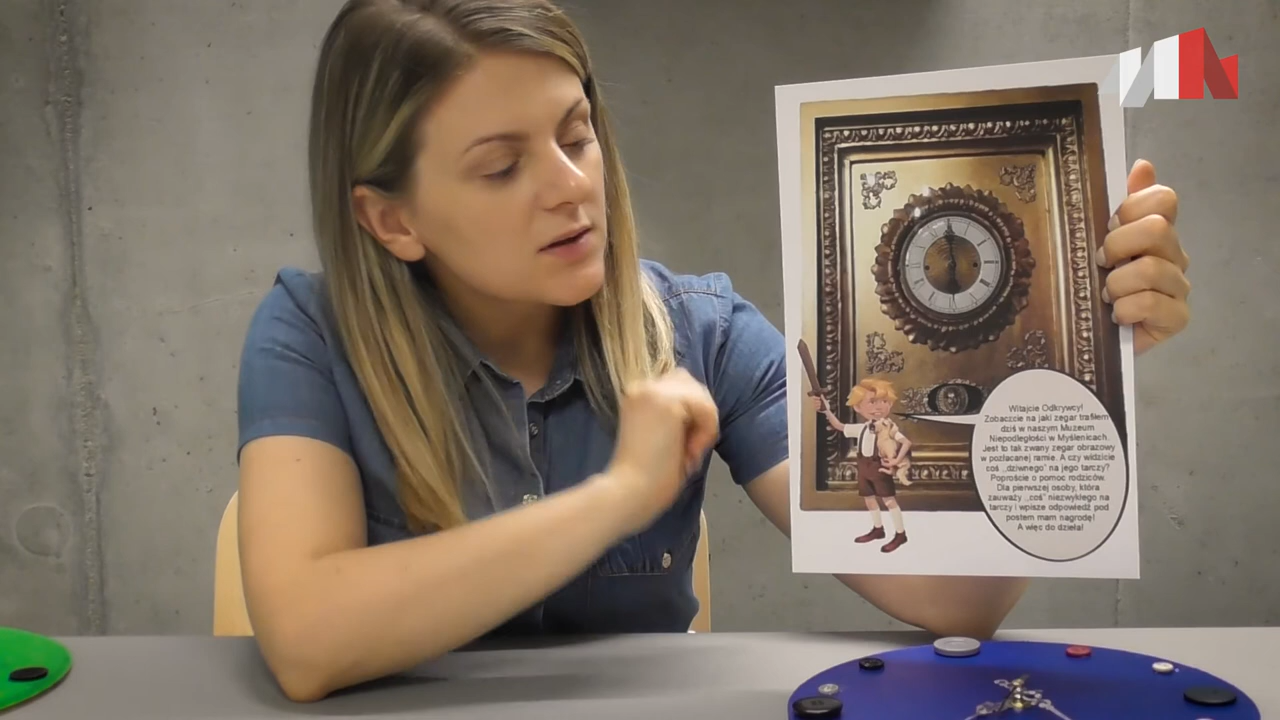 Witajcie Odkrywcy!
Zobaczcie na jaki zegar trafiłem
dziś w naszym Muzeum
Niepodległości w Myślenicach.
Jest to tak zwany zegar obrazowy
w pozłacanej ramie. A czy widzicie
coś ,,dziwnego" na jego tarczy?
Poproście o pomoc rodziców.
Dla pierwszej osoby, która
zauważy ,,coś" niezwykłego na
tarczy i wpisze odpowiedź pod
postem mam nagrodę!
A więc do dzieła!